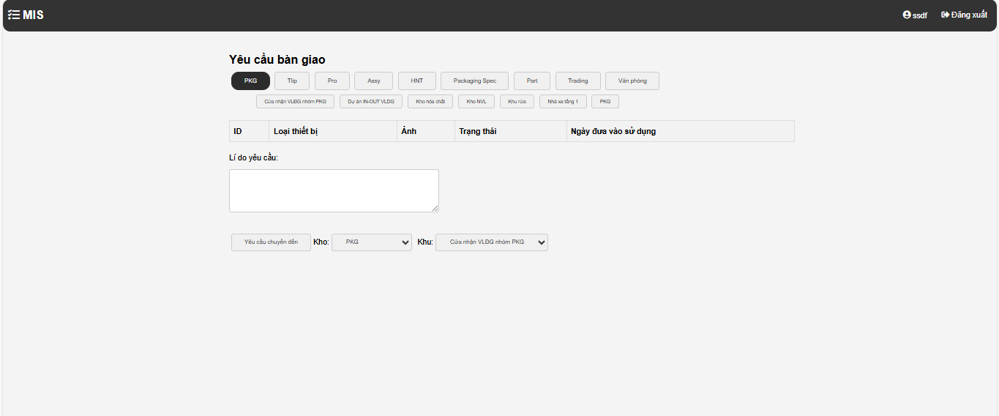 MIS ssdf Đăng xuất
Yêu cầu bàn giao
PKG Tlip Pro Assy HNT Packaging Spec Part Trading Văn phòng
Cửa nhận VLĐG nhóm PKG Dự án IN-OUT VLDG Kho hóa chất Kho NVL Khu rửa Nhà xe tầng 1 PKG
ID Loại thiết bị Ảnh Trạng thái Ngày đưa vào sử dụng
Lí do yêu cầu:
Yêu cầu chuyển đến Kho: PKG Khu: Cửa nhận VLĐG nhóm PKG